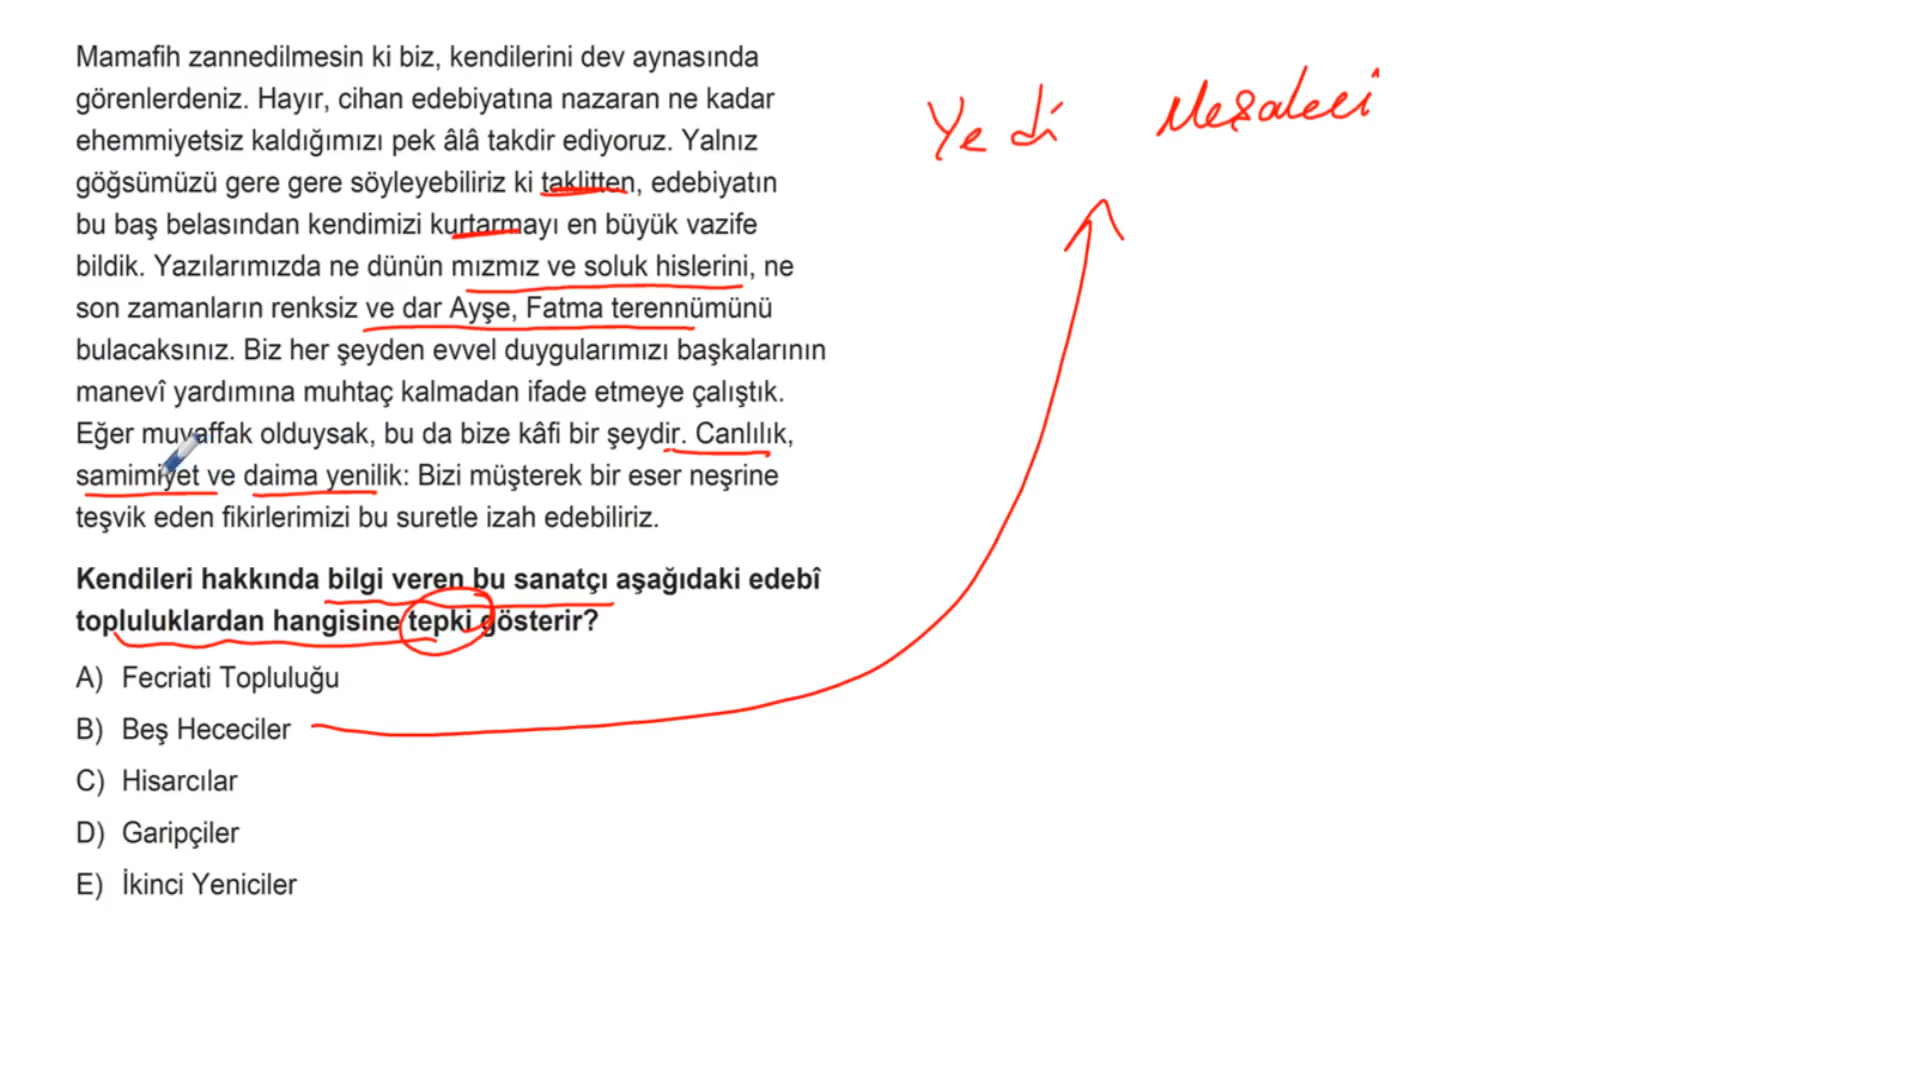 Mamafih zannedilmesin ki biz, kendilerini dev aynasında
görenlerdeniz. Hayır, cihan edebiyatına nazaran ne kadar
ehemmiyetsiz kaldığımızı pek âlâ takdir ediyoruz. Yalnız
göğsümüzü gere gere söyleyebiliriz ki taklitten, edebiyatın
bu baş belasından kendimizi kurtarmayı en büyük vazife
bildik. Yazılarımızda ne dünün mızmız ve soluk hislerini, ne
son zamanların renksiz ve dar Ayşe, Fatma terennümünü
bulacaksınız. Biz her şeyden evvel duygularımızı başkalarının
manevî yardımına muhtaç kalmadan ifade etmeye çalıştık.
Eğer muvaffak olduysak, bu da bize kâfi bir şeydir. Canlılık,
samimiyet ve daima yenilik: Bizi müşterek bir eser neşrine
teşvik eden fikirlerimizi bu suretle izah edebiliriz.
Kendileri hakkında bilgi veren bu sanatçı aşağıdaki edebî
topluluklardan hangisine tepki gösterir?
A) Fecriati Topluluğu
B) Beş Hececiler
C) Hisarcılar
D) Garipçiler
E) İkinci Yeniciler
Yedi Meşaleci